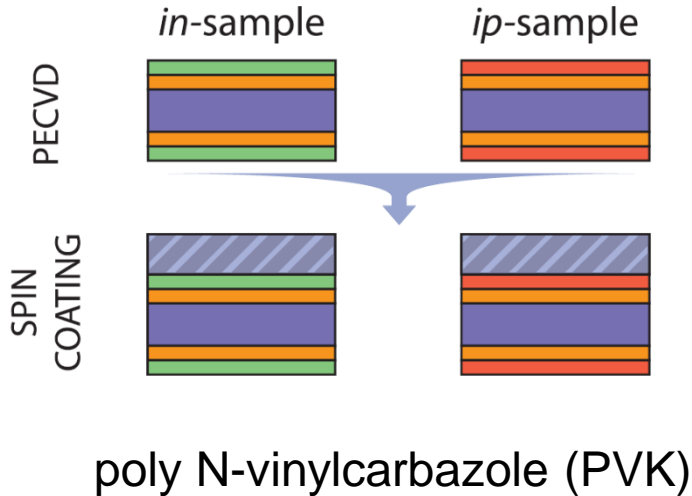 in-sample
ip-sample
PECVD
SPIN
COATING
poly N-vinylcarbazole (PVK)